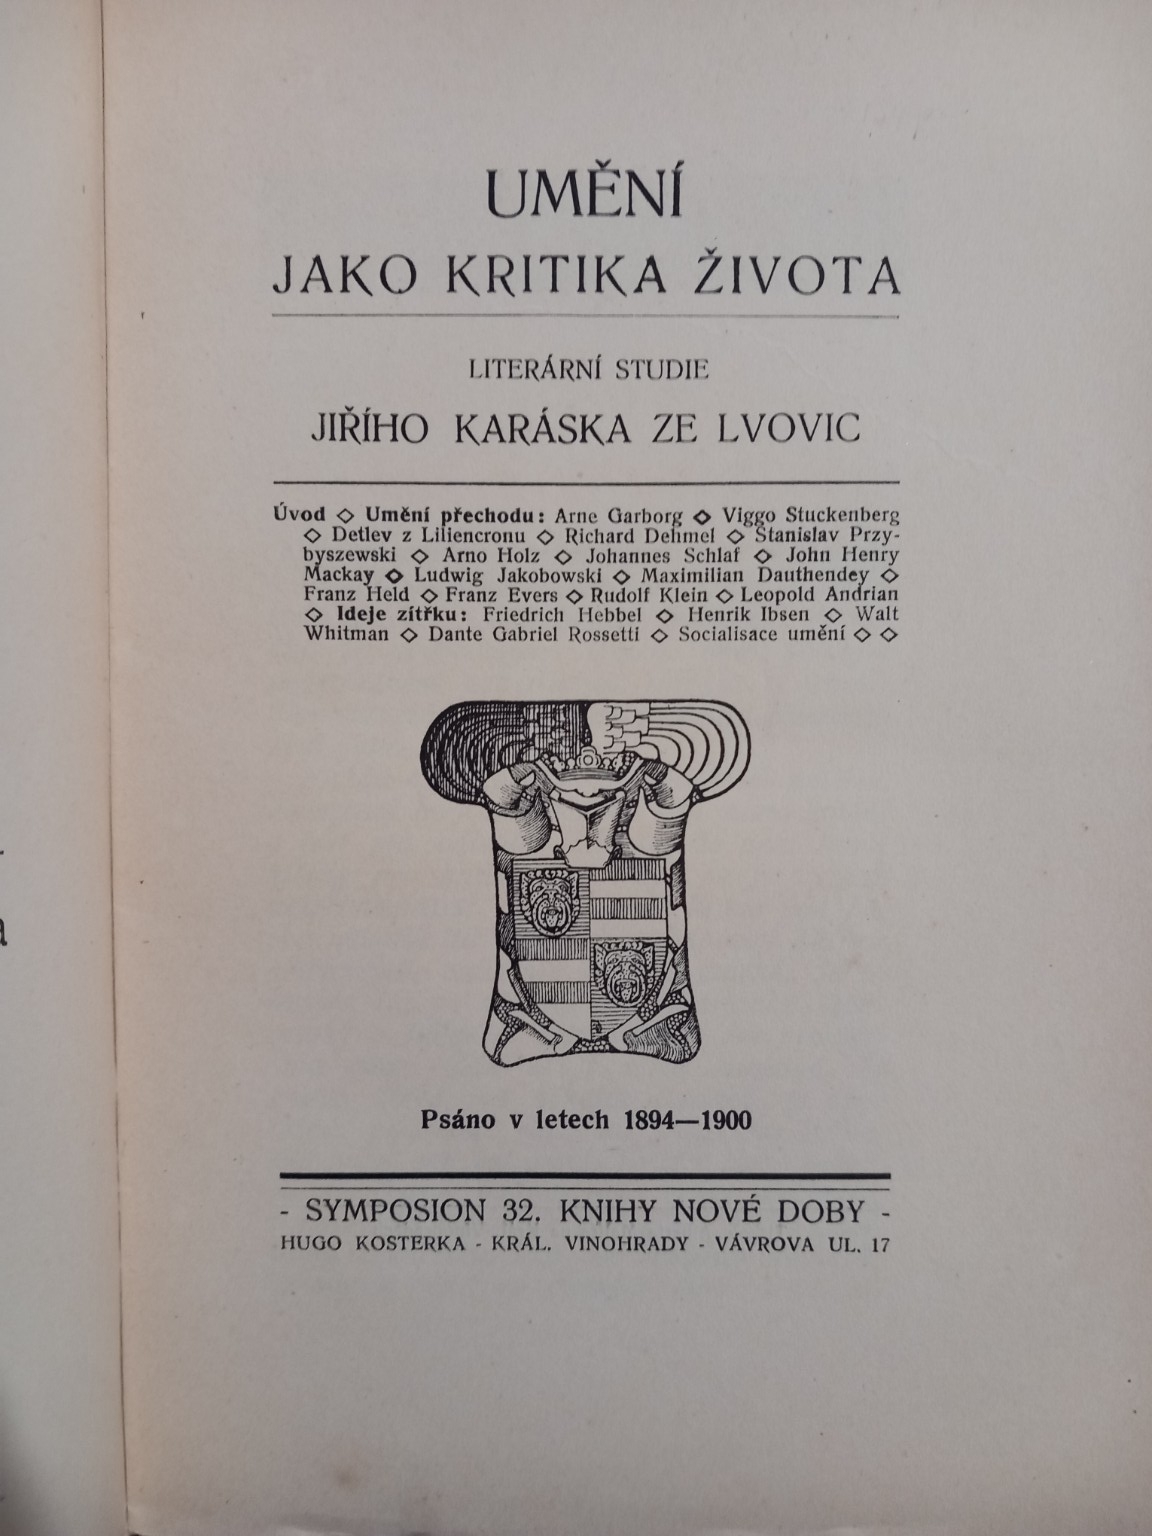 UMĚNÍ
JAKO KRITIKA ŽIVOTA
LITERÁRNÍ STUDIE
JIŘÍHO KARÁSKA ZE LVOVIC
Úvod ◇ Umění přechodu: Arne Garborg ◇ Viggo Stuckenberg
◇ Detlev z Liliencronu ◇ Richard Dehmel ◇ Stanislav Przy-
byszewski ◇ Arno Holz ◇ Johannes Schlaf ◇ John Henry
Mackay ◇ Ludwig Jakobowski ◇ Maximilian Dauthendey ◇
Franz Held ◇ Franz Evers ◇ Rudolf Klein ◇ Leopold Andrian
◇ Ideje zítřku: Friedrich Hebbel ◇ Henrik Ibsen ◇ Walt
Whitman ◇ Dante Gabriel Rossetti ◇ Socialisace umění ◇ ◇
Psáno v letech 1894—1900
- SYMPOSION 32. KNIHY NOVÉ DOBY -
HUGO KOSTERKA - KRÁL. VINOHRADY - VÁVROVA UL. 17